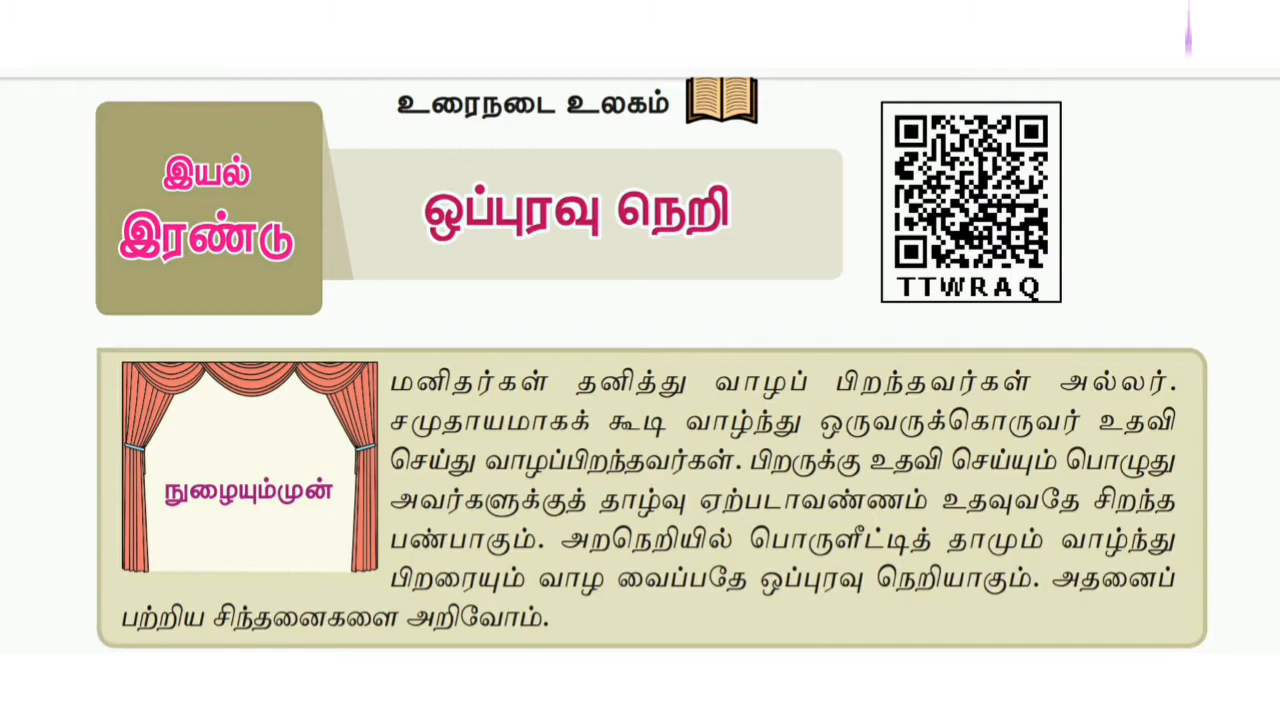 உரைநடை உலகம்
இயல்
இரண்டு
ஒப்புரவு நெறி
TTWRAQ
நுழையும்முன்
மனிதர்கள் தனித்து வாழப் பிறந்தவர்கள் அல்லர்.
சமுதாயமாகக் கூடி வாழ்ந்து ஒருவருக்கொருவர் உதவி
செய்து வாழப்பிறந்தவர்கள். பிறருக்கு உதவி செய்யும் பொழுது
அவர்களுக்குத் தாழ்வு ஏற்படாவண்ணம் உதவுவதே சிறந்த
பண்பாகும். அறநெறியில் பொருளீட்டித் தாமும் வாழ்ந்து
பிறரையும் வாழ வைப்பதே ஒப்புரவு நெறியாகும். அதனைப்
பற்றிய சிந்தனைகளை அறிவோம்.